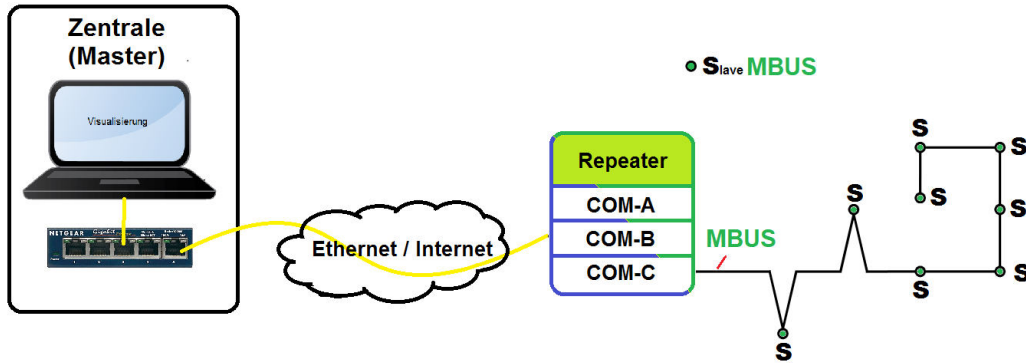 Zentrale
(Master)
Visualisierung
NETGEAR
Ethernet / Internet
Repeater
COM-A
COM-B
COM-C
MBUS
Slave MBUS
S
S
S
S
S
S
S
S